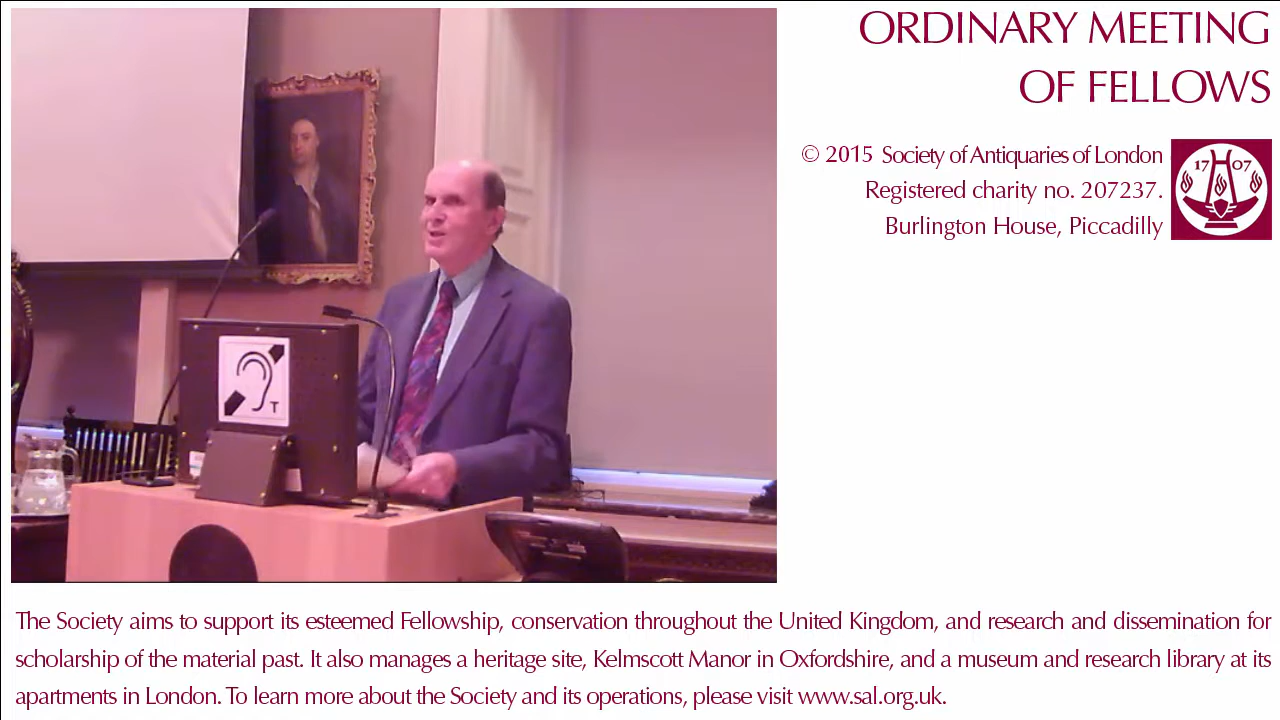 ORDINARY MEETING
OF FELLOWS
© 2015 Society of Antiquaries of London
Registered charity no. 207237.
Burlington House, Piccadilly
17 07
T
The Society aims to support its esteemed Fellowship, conservation throughout the United Kingdom, and research and dissemination for
scholarship of the material past. It also manages a heritage site, Kelmscott Manor in Oxfordshire, and a museum and research library at its
apartments in London. To learn more about the Society and its operations, please visit www.sal.org.uk.